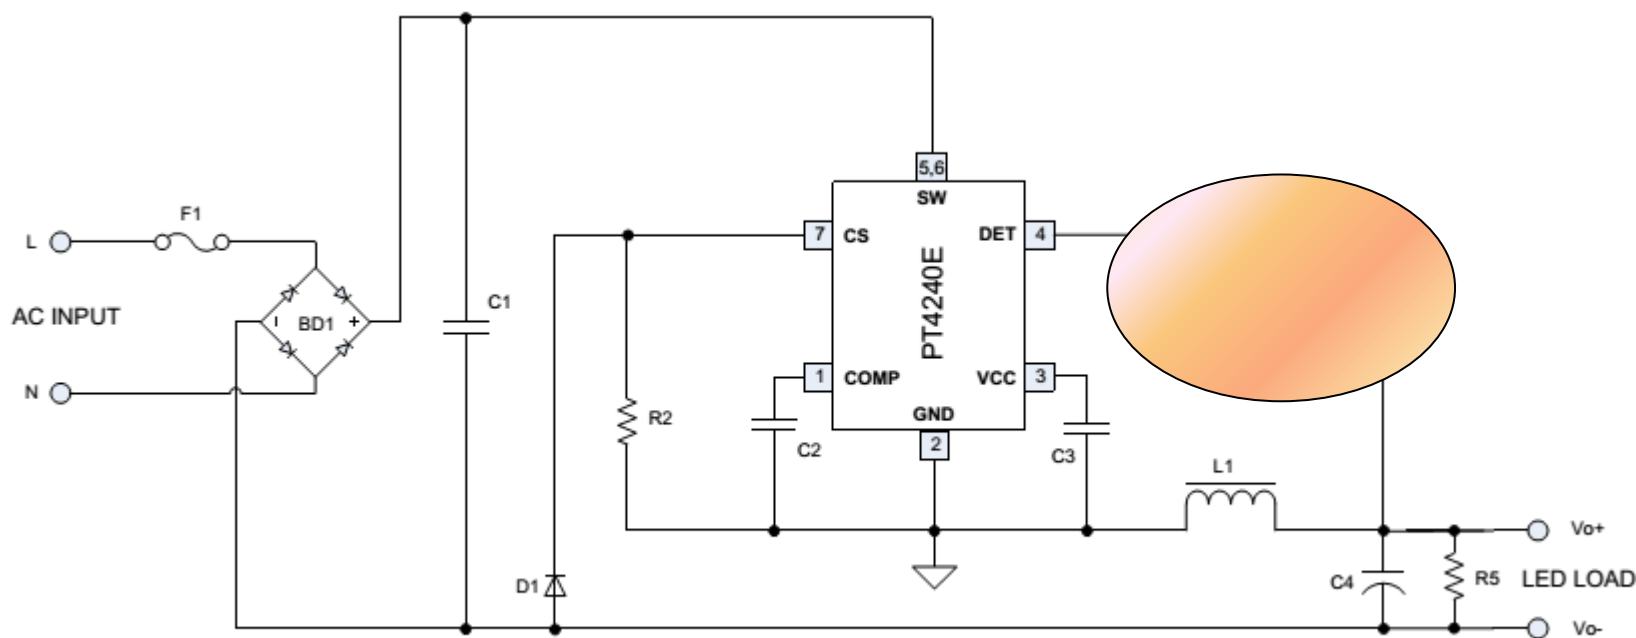 F1
L
AC INPUT
N
BD1
- +
C1
5,6
SW
7 CS
DET 4
PT4240E
1 COMP
VCC 3
GND
2
R2
C2
C3
L1
D1
C4
R5
Vo+
LED LOAD
Vo-